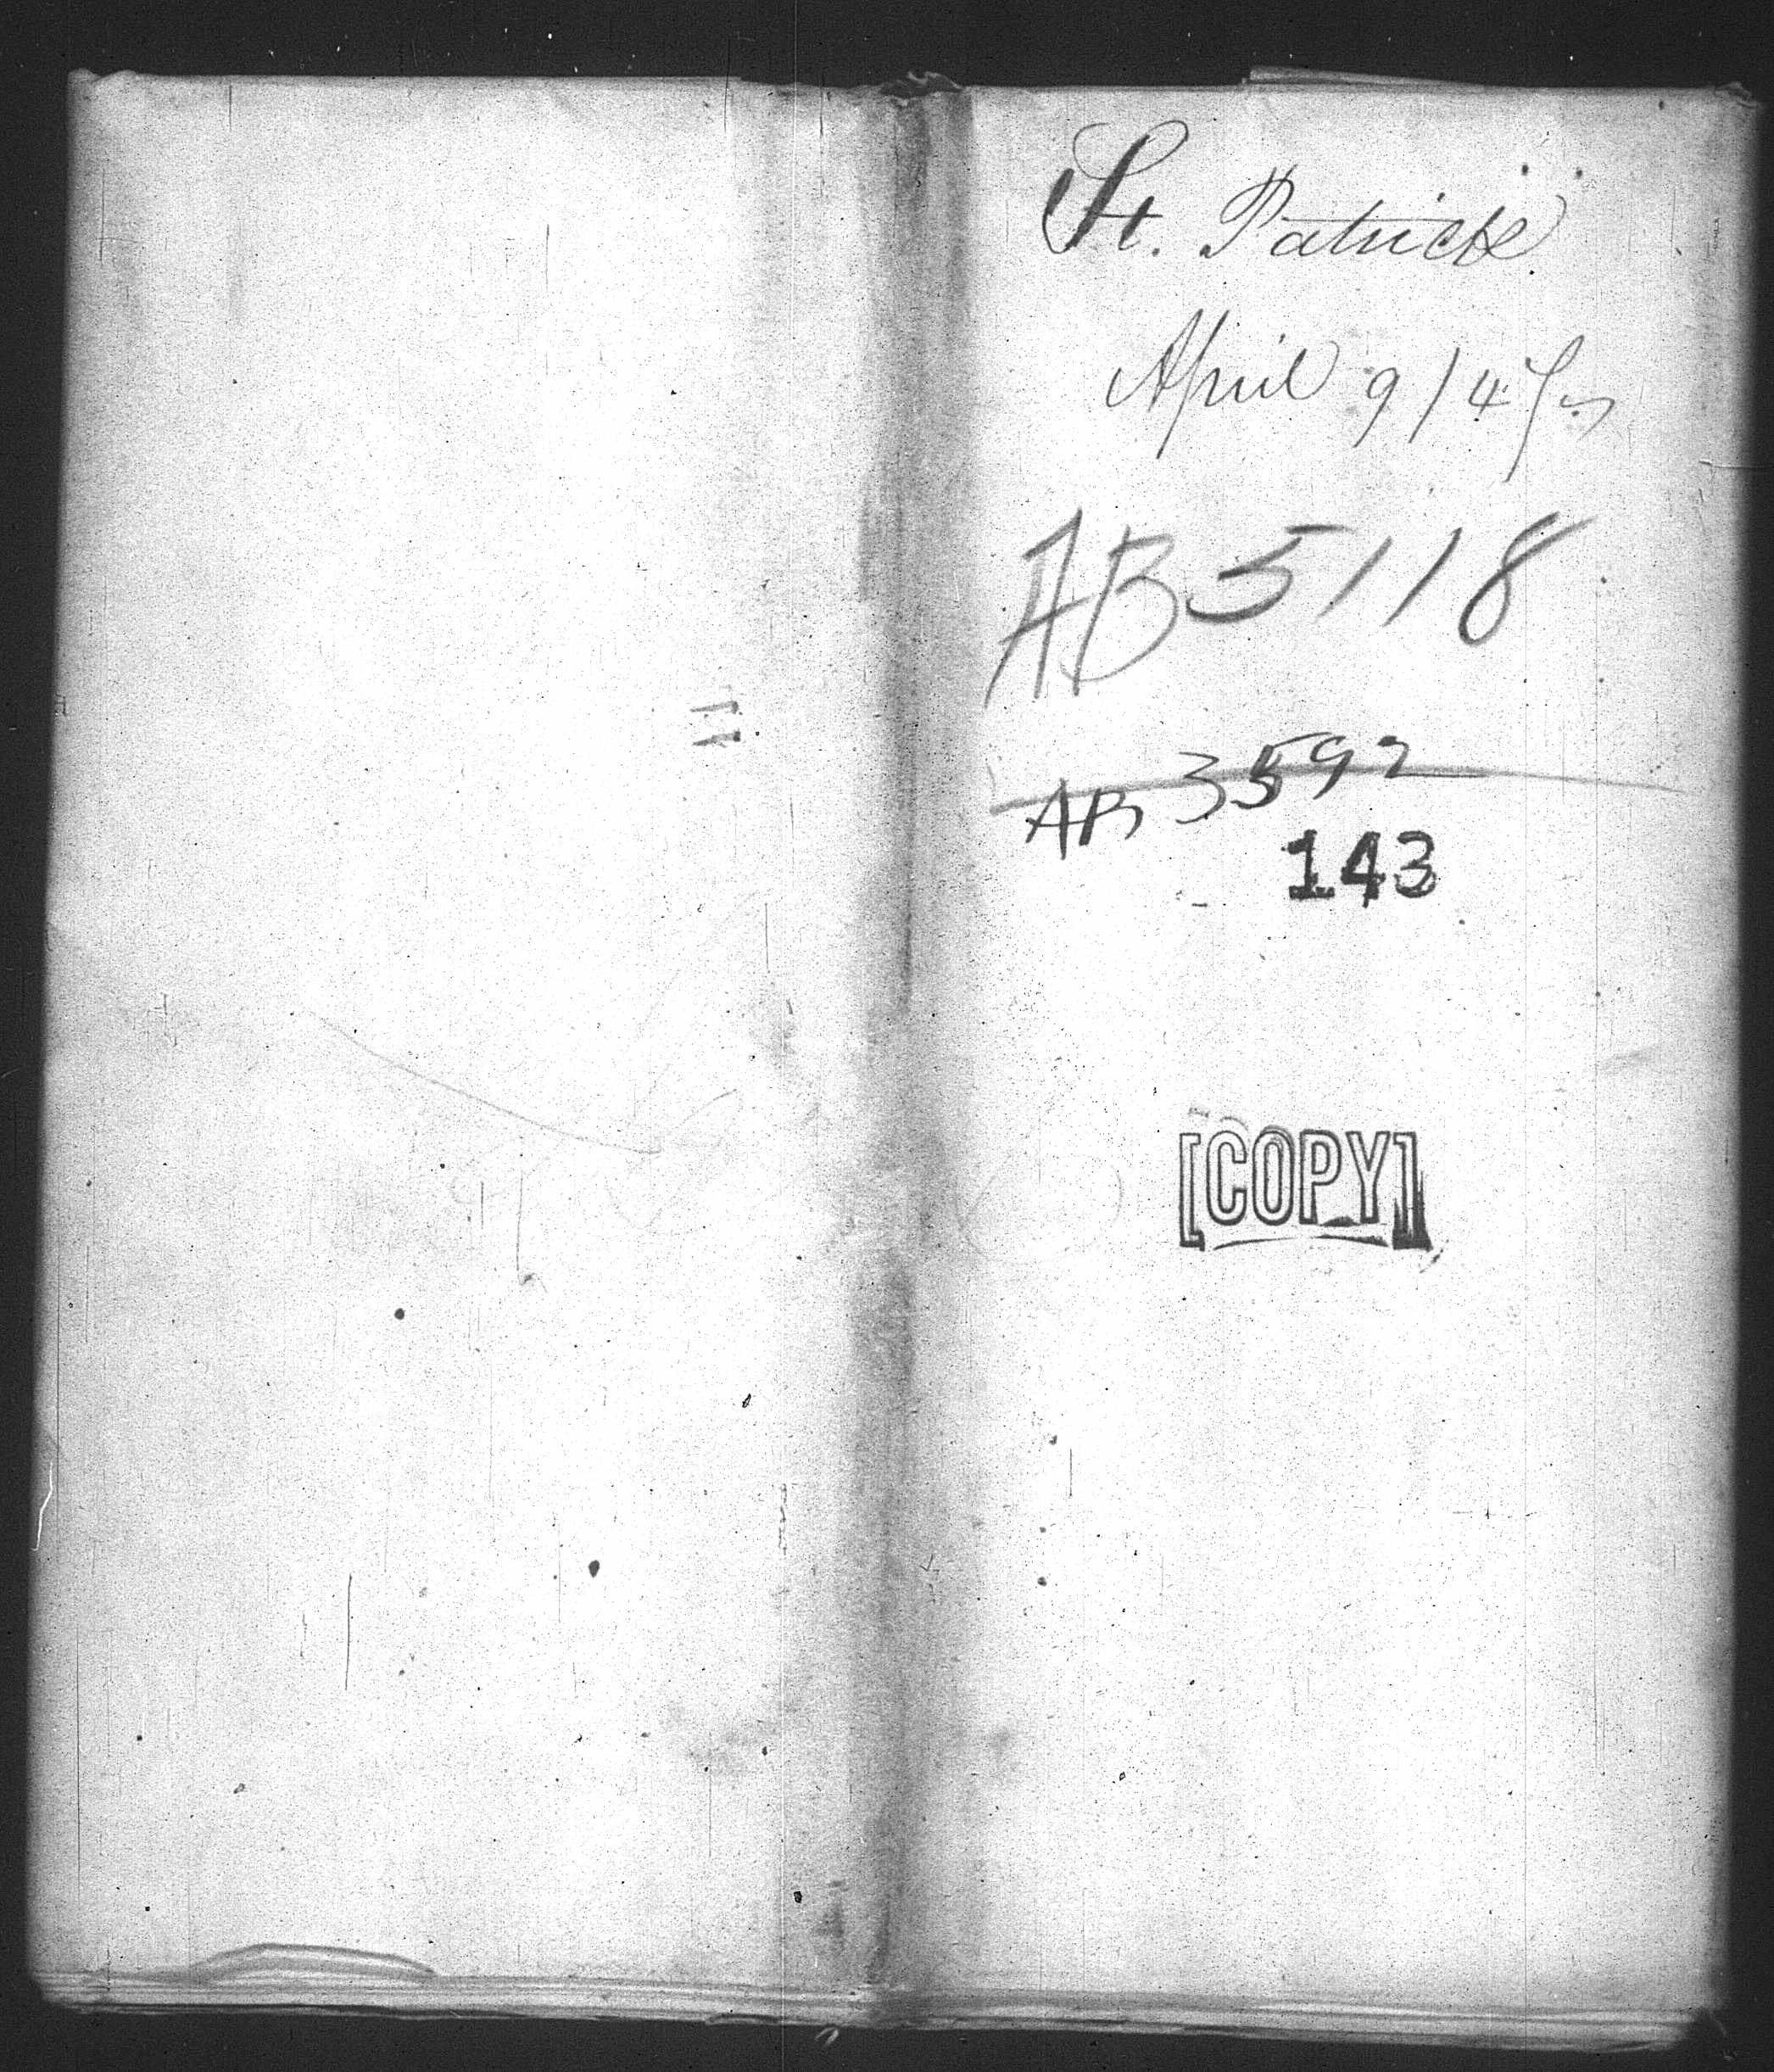 St. Patrick
April 9/47
AB 5118
AB 3592
143
[COPY]